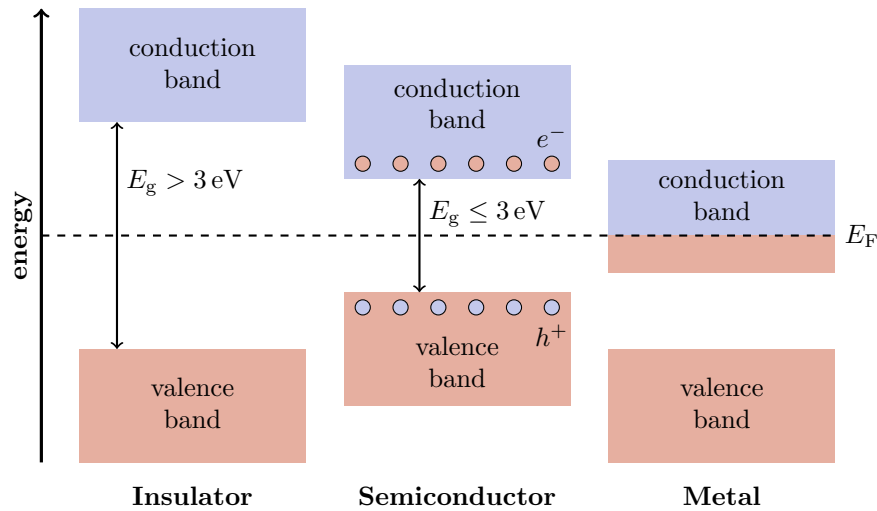 energy
conduction
band
E_g > 3 eV
valence
band
Insulator
conduction
band
e⁻
E_g ≤ 3 eV
h⁺
valence
band
Semiconductor
conduction
band
E_F
valence
band
Metal